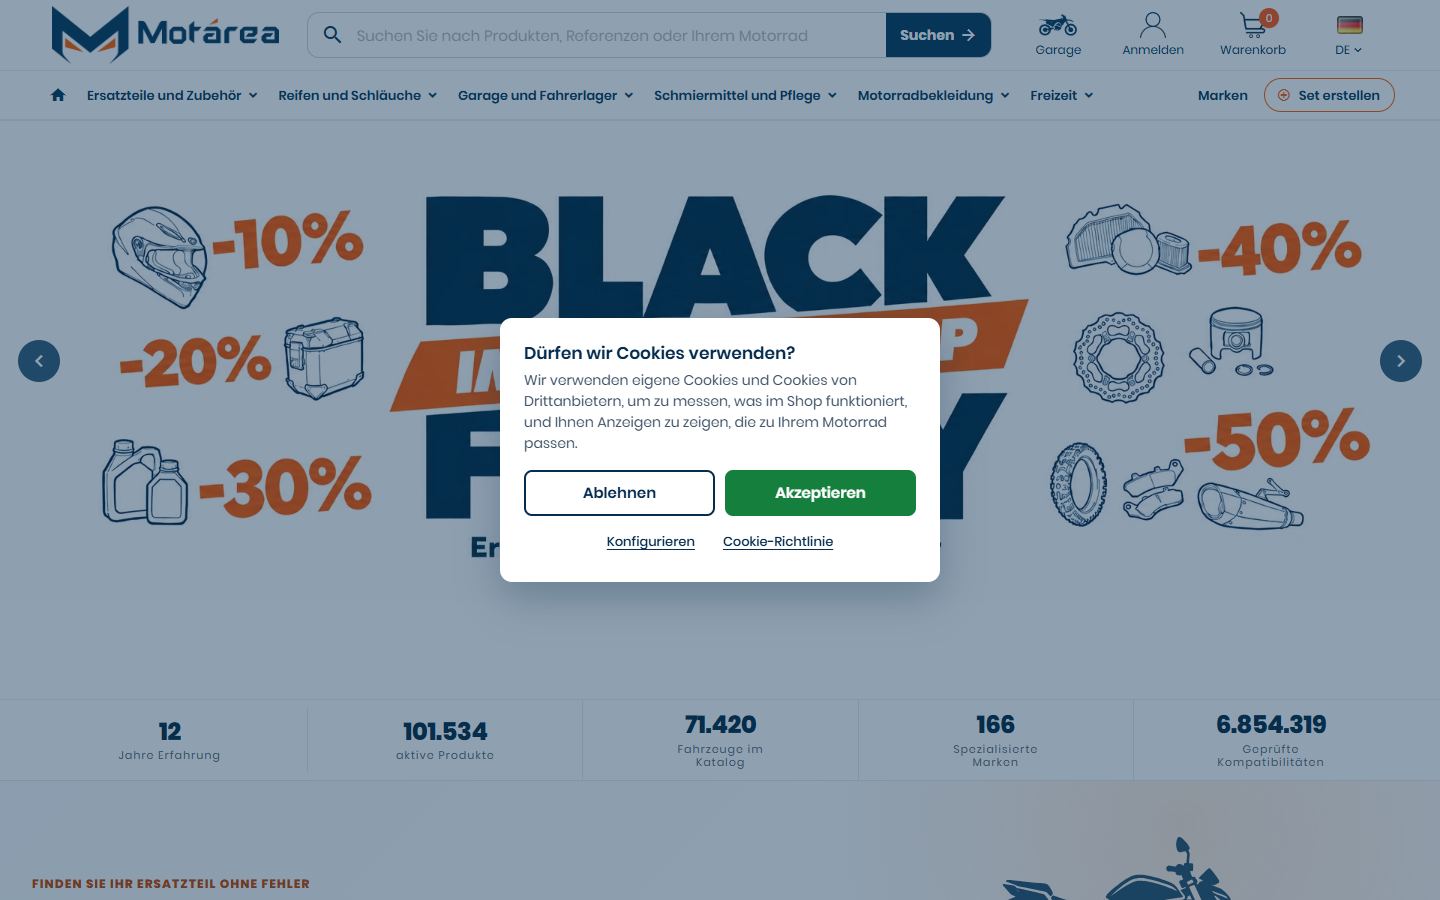 Motárea
Suchen Sie nach Produkten, Referenzen oder Ihrem Motorrad
Suchen
Garage
Anmelden
0
Warenkorb
DE
Ersatzteile und Zubehör
Reifen und Schläuche
Garage und Fahrerlager
Schmiermittel und Pflege
Motorradbekleidung
Freizeit
Marken
Set erstellen
-10%
BLACK
-40%
-20%
-30%
-50%
Dürfen wir Cookies verwenden?
Wir verwenden eigene Cookies und Cookies von
Drittanbietern, um zu messen, was im Shop funktioniert,
und Ihnen Anzeigen zu zeigen, die zu Ihrem Motorrad
passen.
Ablehnen
Akzeptieren
Konfigurieren
Cookie-Richtlinie
12
Jahre Erfahrung
101.534
aktive Produkte
71.420
Fahrzeuge im
Katalog
166
Spezialisierte
Marken
6.854.319
Geprüfte
Kompatibilitäten
FINDEN SIE IHR ERSATZTEIL OHNE FEHLER